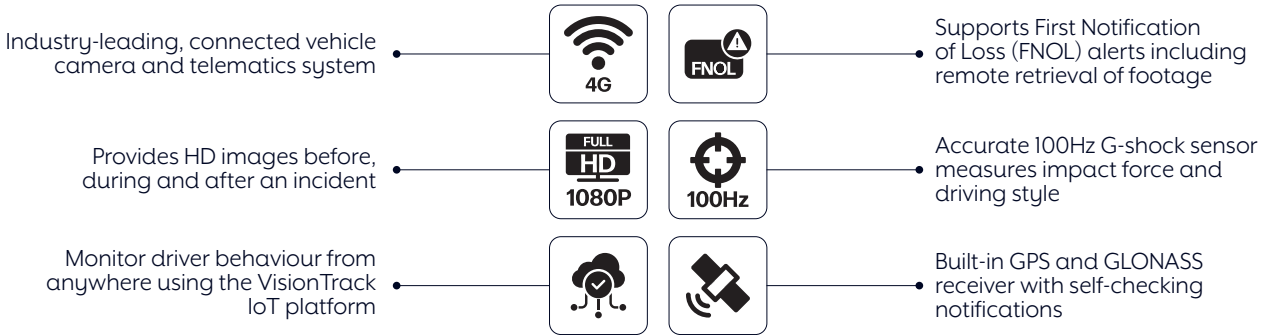 Industry-leading, connected vehicle
camera and telematics system
4G
FNOL
Supports First Notification
of Loss (FNOL) alerts including
remote retrieval of footage
Provides HD images before,
during and after an incident
FULL
HD
1080P
100Hz
Accurate 100Hz G-shock sensor
measures impact force and
driving style
Monitor driver behaviour from
anywhere using the VisionTrack
IoT platform
Built-in GPS and GLONASS
receiver with self-checking
notifications